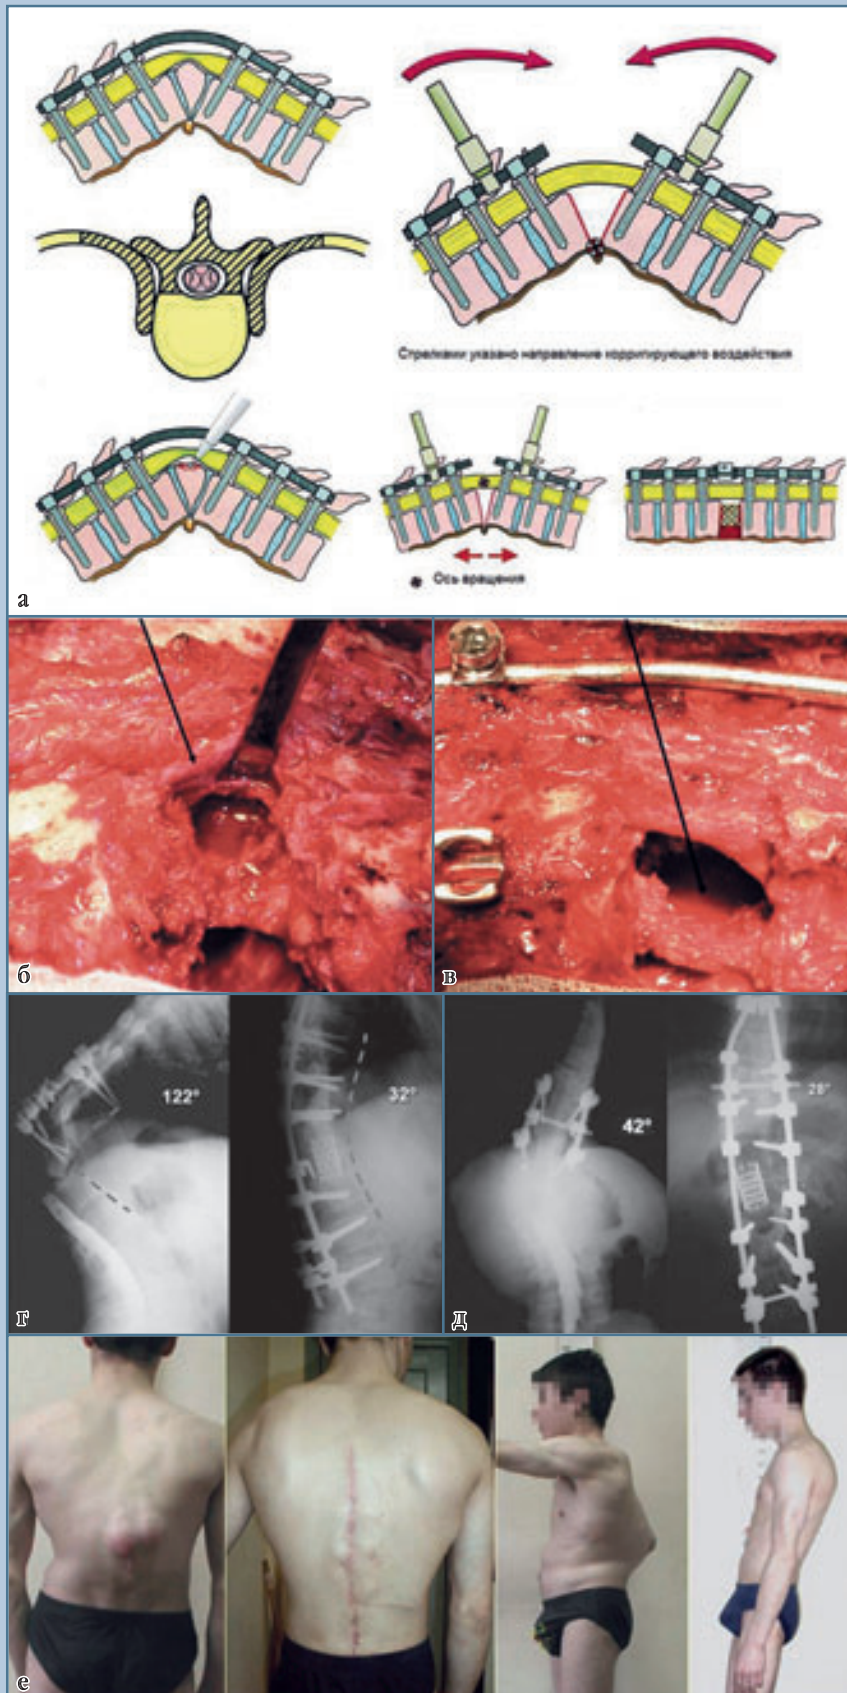 Стрелками указано направление корригирующего воздействия
Ось вращения
а
б
в
122°
32°
42°
28°
г
д
е